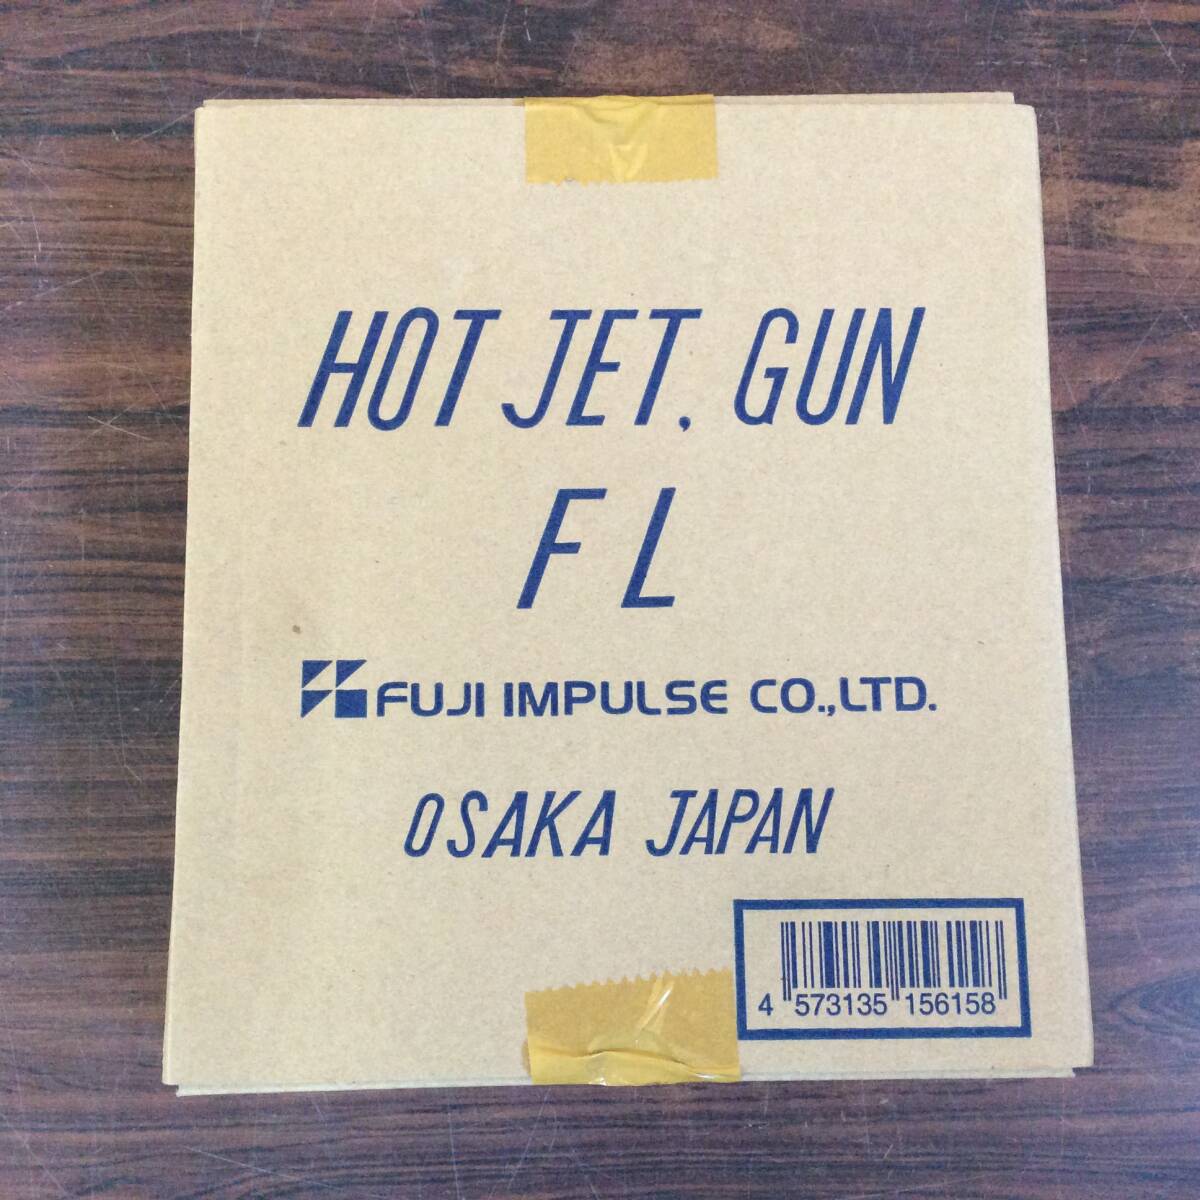 HOT JET, GUN
FL
FUJI IMPULSE CO.,LTD.
OSAKA JAPAN
4 573135 156158